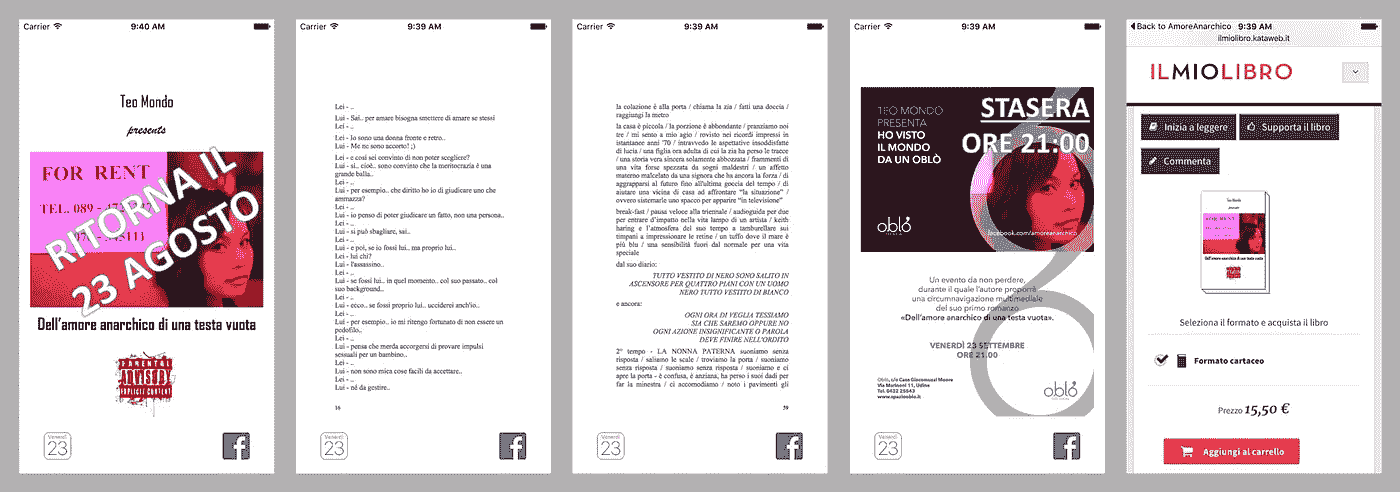 Carrier 9:40 AM
Teo Mondo
presents
FOR RENT
TEL. 089 -
RITORNA IL
23 AGOSTO
Dell'amore anarchico di una testa vuota
PARENTAL
ADVISORY
EXPLICIT CONTENT
Venerdì
23
f
Carrier 9:39 AM
Lei - ..
Lui - Sai.. per amare bisogna smettere di amare se stessi
Lei - ..
Lei - Io sono una donna fronte e retro..
Lui - Me ne sono accorto! ;)
Lei - e così sei convinto di non poter scegliere?
Lui - sì.. cioè.. sono convinto che la meritocrazia è una
grande balla..
Lei - ..
Lui - per esempio.. che diritto ho io di giudicare uno che
ammazza?
Lei - ..
Lui - io penso di poter giudicare un fatto, non una persona..
Lei - ..
Lui - si può sbagliare, sai..
Lei - ..
Lui - e poi, se io fossi lui.. ma proprio lui..
Lei - lui chi?
Lui - l'assassino..
Lei - ..
Lui - se fossi lui.. in quel momento.. col suo passato.. col
suo background..
Lei - ..
Lui - ecco.. se fossi proprio lui.. ucciderei anch'io..
Lei - ..
Lui - per esempio.. io mi ritengo fortunato di non essere un
pedofilo..
Lei - ..
Lui - pensa che merda accorgersi di provare impulsi
sessuali per un bambino..
Lei - ..
Lui - non sono mica cose facili da accettare..
Lei - ..
Lui - né da gestire..
16
Venerdì
23
f
Carrier 9:39 AM
la colazione è alla porta / chiama la zia / fatti una doccia /
raggiungi la metro
la casa è piccola / la porzione è abbondante / pranziamo noi
tre / mi sento a mio agio / rovisto nei ricordi impressi in
istantanee anni '70 / intravedo le aspettative insoddisfatte
di lucia / una figlia ora adulta di cui la zia ha perso le tracce
/ una storia vera sincera solamente abbozzata / frammenti di
una vita forse spezzata da sogni maldestri / un affetto
materno malcelato da una signora che ha ancora la forza / di
aggrapparsi al futuro fino all'ultima goccia del tempo / di
aiutare una vicina di casa ad affrontare "la situazione" /
ovvero sistemarle uno spacco per apparire "in televisione"
break-fast / pausa veloce alla triennale / audioguida per due
per entrare d'impatto nella vita lampo di un artista / keith
haring e l'atmosfera del suo tempo a tamburellare sui
timpani a impressionare le retine / un tuffo dove il mare è
più blu / una sensibilità fuori dal normale per una vita
speciale
dal suo diario:
TUTTO VESTITO DI NERO SONO SALITO IN
ASCENSORE PER QUATTRO PIANI CON UN UOMO
NERO TUTTO VESTITO DI BIANCO
e ancora:
OGNI ORA DI VEGLIA TESSIAMO
SIA CHE SAREMO OPPURE NO
OGNI AZIONE INSIGNIFICANTE O PAROLA
DEVE FINIRE NELL'ORDITO
2° tempo - LA NONNA PATERNA suoniamo senza
risposta / saliamo le scale / troviamo la porta / suoniamo
senza risposta / suoniamo senza risposta / suoniamo e ci
apre la porta - è confusa, è anziana, ha perso i suoi dadi per
far la minestra / ci accomodiamo / noto i pavimenti gli
39
Venerdì
23
f
Carrier 9:39 AM
TEO MONDO
PRESENTA
HO VISTO
IL MONDO
DA UN OBLÒ
STASERA
ORE 21:00
oblò
facebook.com/amoreanarchico
Un evento da non perdere,
durante il quale l'autore proporrà
una circumnavigazione multimediale
del suo primo romanzo
«Dell'amore anarchico di una testa vuota».
VENERDÌ 23 SETTEMBRE
ORE 21.00
Oblò, c/o Casa Giacomuzzi Moore
Via Marinoni 11, Udine
Tel. 0432 25543
www.spaziooblo.it
oblò
Venerdì
23
f
Back to AmoreAnarchico 9:39 AM
ilmiolibro.kataweb.it
ILMIOLIBRO
Inizia a leggere
Supporta il libro
Commenta
Teo Mondo
presents
FOR RENT
Dell'amore anarchico di una testa vuota
Seleziona il formato e acquista il libro
Formato cartaceo
Prezzo 15,50 €
Aggiungi al carrello